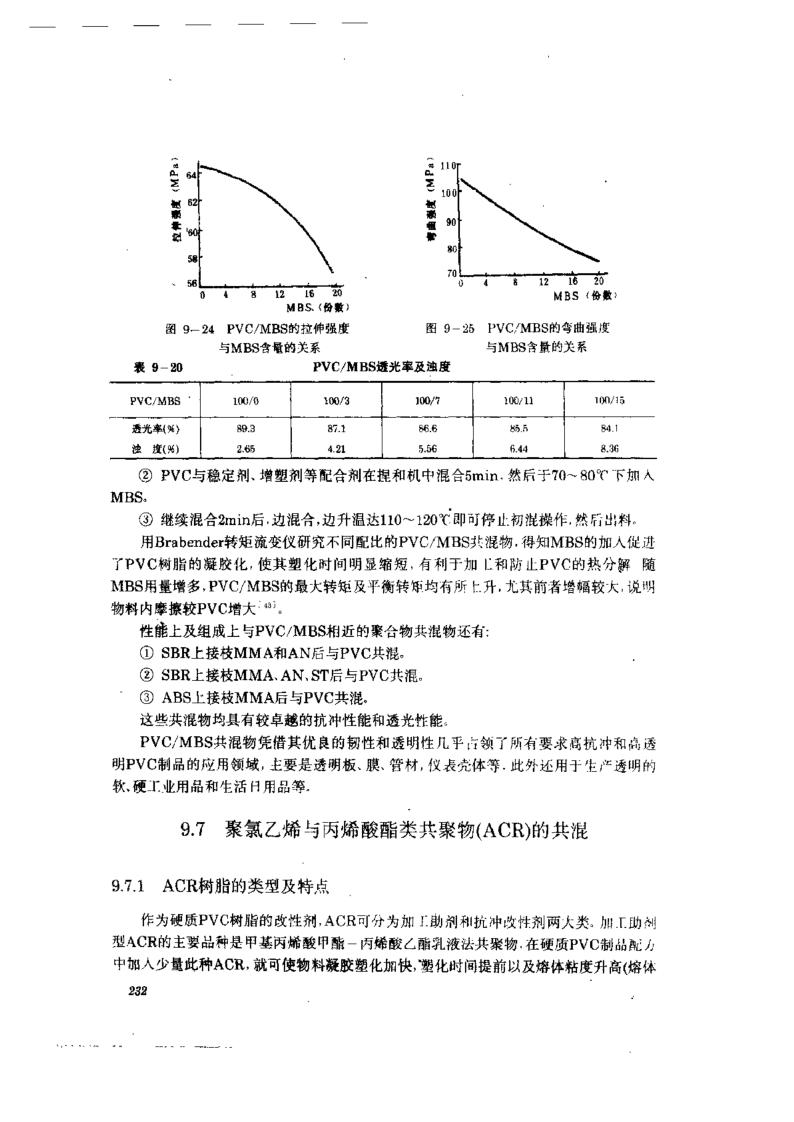 拉伸强度 (MPa)
64
62
60
58
56
0 4 8 12 16 20
MBS (份数)
图 9-24 PVC/MBS的拉伸强度
与MBS含量的关系
弯曲强度 (MPa)
110
100
90
80
70
0 4 8 12 16 20
MBS (份数)
图 9-25 PVC/MBS的弯曲强度
与MBS含量的关系
表 9-20 PVC/MBS透光率及浊度
PVC/MBS 100/0 100/3 100/7 100/11 100/15
透光率(%) 89.3 87.1 86.6 85.5 84.1
浊 度(%) 2.65 4.21 5.56 6.44 8.36
② PVC与稳定剂、增塑剂等配合剂在捏和机中混合5min.然后于70~80℃下加入
MBS。
③ 继续混合2min后,边混合,边升温达110~120℃即可停止初混操作,然后出料。
用Brabender转矩流变仪研究不同配比的PVC/MBS共混物,得知MBS的加入促进
了PVC树脂的凝胶化,使其塑化时间明显缩短,有利于加工和防止PVC的热分解 随
MBS用量增多,PVC/MBS的最大转矩及平衡转矩均有所上升,尤其前者增幅较大,说明
物料内摩擦较PVC增大[43]。
性能上及组成上与PVC/MBS相近的聚合物共混物还有:
① SBR上接枝MMA和AN后与PVC共混。
② SBR上接枝MMA、AN、ST后与PVC共混。
③ ABS上接枝MMA后与PVC共混。
这些共混物均具有较卓越的抗冲性能和透光性能。
PVC/MBS共混物凭借其优良的韧性和透明性几乎占领了所有要求高抗冲和高透
明PVC制品的应用领域,主要是透明板、膜、管材,仪表壳体等.此外还用于生产透明的
软、硬工业用品和生活日用品等.
9.7 聚氯乙烯与丙烯酸酯类共聚物(ACR)的共混
9.7.1 ACR树脂的类型及特点
作为硬质PVC树脂的改性剂,ACR可分为加工助剂和抗冲改性剂两大类。加工助剂
型ACR的主要品种是甲基丙烯酸甲酯-丙烯酸乙酯乳液法共聚物.在硬质PVC制品配方
中加入少量此种ACR,就可使物料凝胶塑化加快,塑化时间提前以及熔体粘度升高(熔体
232